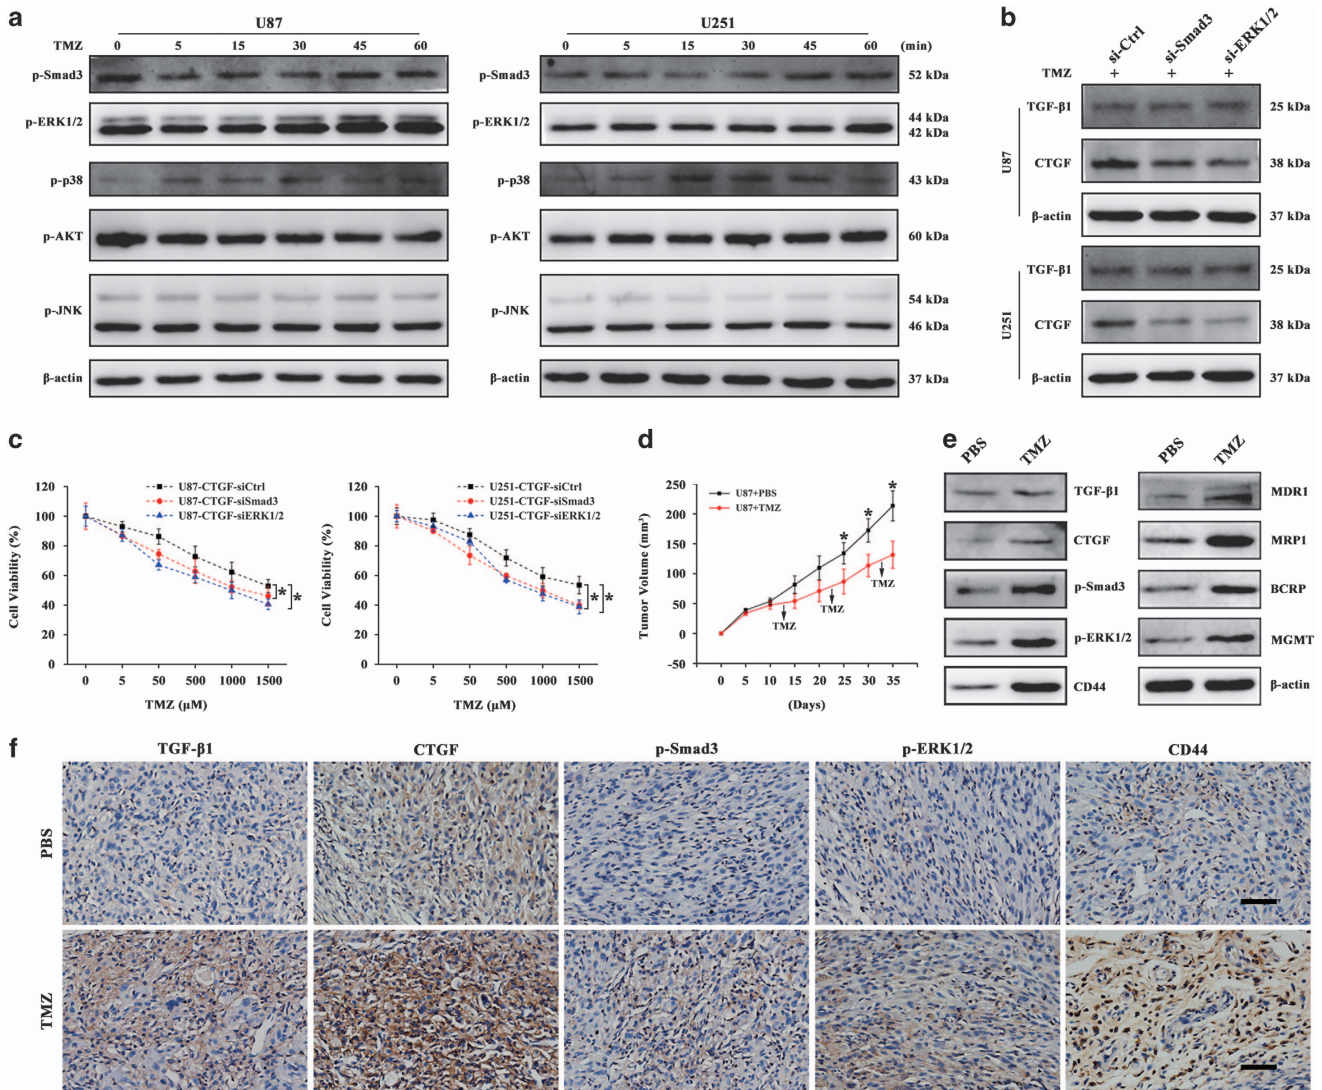 a
U87
U251
TMZ 0 5 15 30 45 60
0 5 15 30 45 60 (min)
p-Smad3
p-Smad3 52 kDa
p-ERK1/2
p-ERK1/2 44 kDa
42 kDa
p-p38
p-p38 43 kDa
p-AKT
p-AKT 60 kDa
p-JNK
p-JNK 54 kDa
46 kDa
β-actin
β-actin 37 kDa
b
si-Ctrl si-Smad3 si-ERK1/2
TMZ + + +
U87
TGF-β1 25 kDa
CTGF 38 kDa
β-actin 37 kDa
U251
TGF-β1 25 kDa
CTGF 38 kDa
β-actin 37 kDa
c
U87-CTGF-siCtrl
U87-CTGF-siSmad3
U87-CTGF-siERK1/2
Cell Viability (%)
120
100
80
60
40
20
0
* *
0 5 50 500 1000 1500
TMZ (μM)
U251-CTGF-siCtrl
U251-CTGF-siSmad3
U251-CTGF-siERK1/2
Cell Viability (%)
120
100
80
60
40
20
0
* *
0 5 50 500 1000 1500
TMZ (μM)
d
U87+PBS
U87+TMZ
Tumor Volume (mm³)
250
200
150
100
50
0
-50
* * *
TMZ TMZ TMZ
0 5 10 15 20 25 30 35
(Days)
e
PBS TMZ
PBS TMZ
TGF-β1 MDR1
CTGF MRP1
p-Smad3 BCRP
p-ERK1/2 MGMT
CD44 β-actin
f
TGF-β1 CTGF p-Smad3 p-ERK1/2 CD44
PBS
TMZ